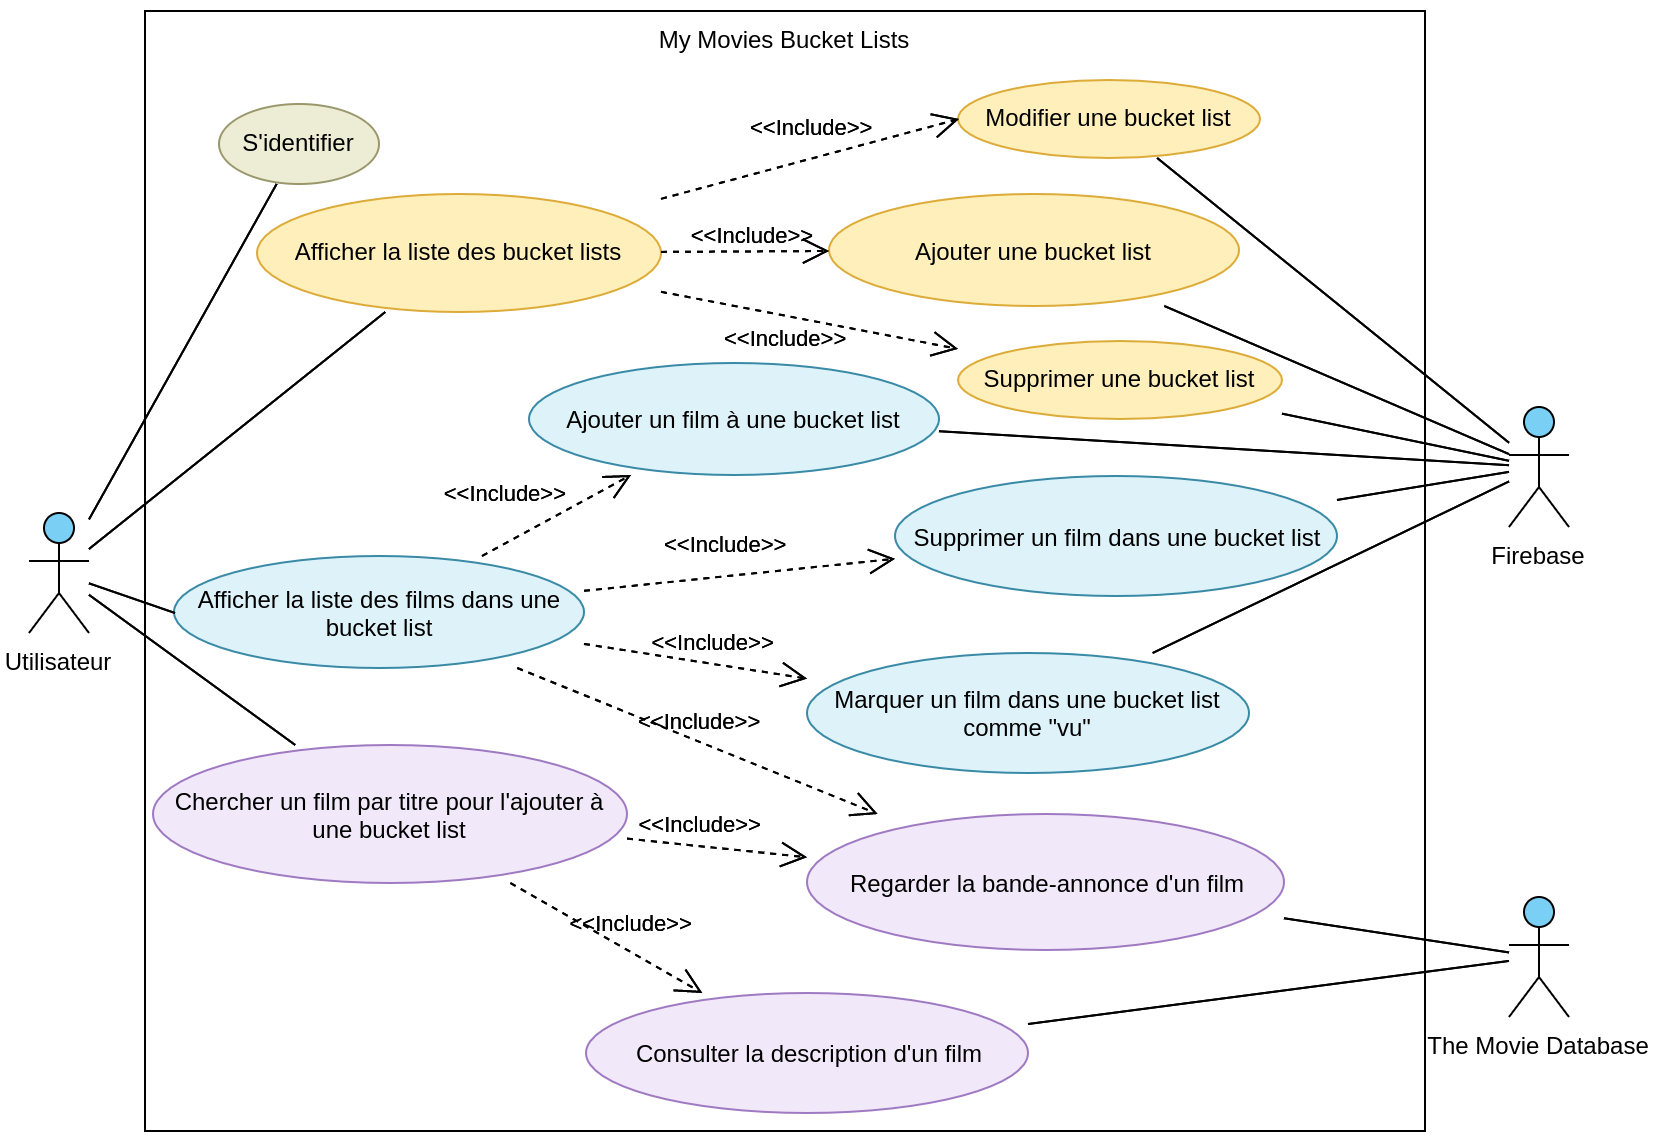 My Movies Bucket Lists
Modifier une bucket list
<<Include>>
S'identifier
<<Include>>
Afficher la liste des bucket lists
Ajouter une bucket list
<<Include>>
Supprimer une bucket list
Ajouter un film à une bucket list
<<Include>>
Supprimer un film dans une bucket list
<<Include>>
Firebase
Afficher la liste des films dans une
bucket list
<<Include>>
Utilisateur
Marquer un film dans une bucket list
comme "vu"
<<Include>>
Chercher un film par titre pour l'ajouter à
une bucket list
<<Include>>
Regarder la bande-annonce d'un film
<<Include>>
The Movie Database
Consulter la description d'un film